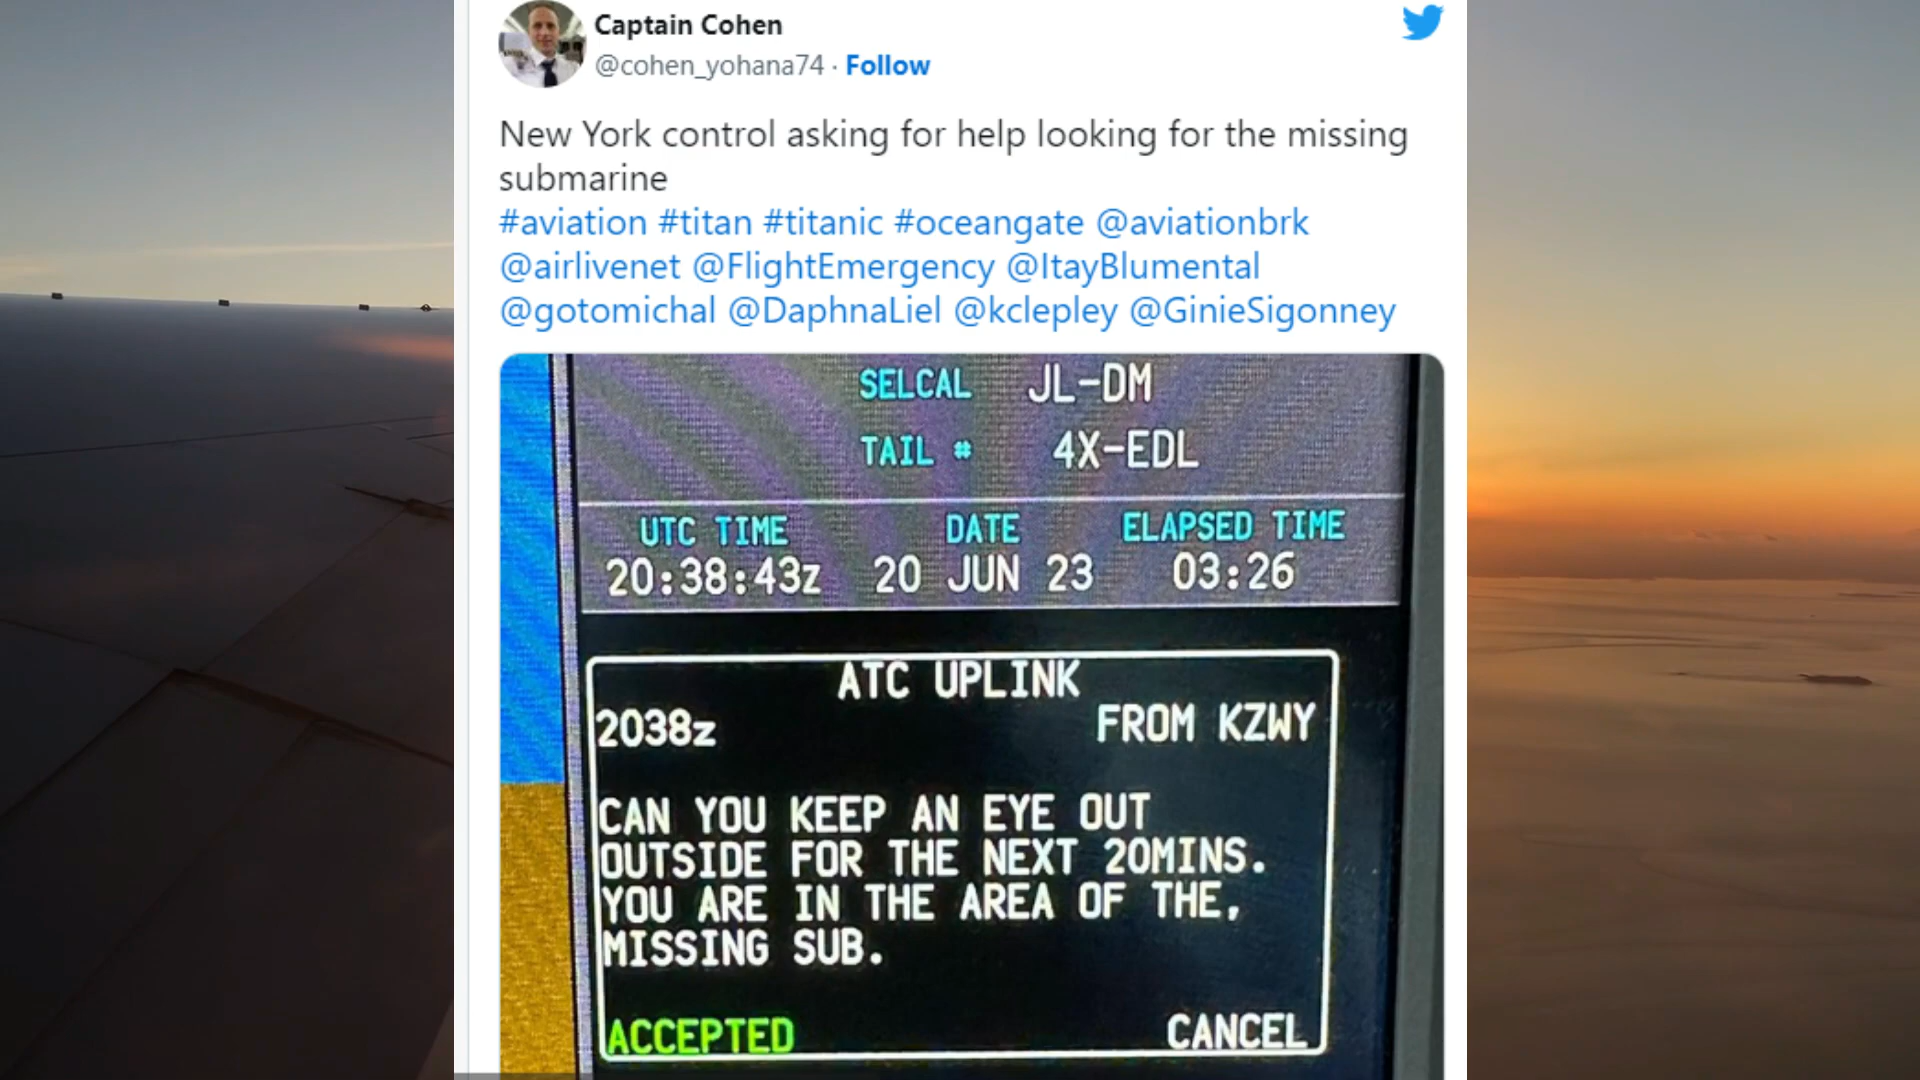 Captain Cohen
@cohen_yohana74 · Follow
New York control asking for help looking for the missing
submarine
#aviation #titan #titanic #oceangate @aviationbrk
@airlivenet @FlightEmergency @ItayBlumental
@gotomichal @DaphnaLiel @kclepley @GinieSigonney
SELCAL JL-DM
TAIL # 4X-EDL
UTC TIME DATE ELAPSED TIME
20:38:43z 20 JUN 23 03:26
ATC UPLINK
2038z FROM KZWY
CAN YOU KEEP AN EYE OUT
OUTSIDE FOR THE NEXT 20MINS.
YOU ARE IN THE AREA OF THE,
MISSING SUB.
ACCEPTED CANCEL